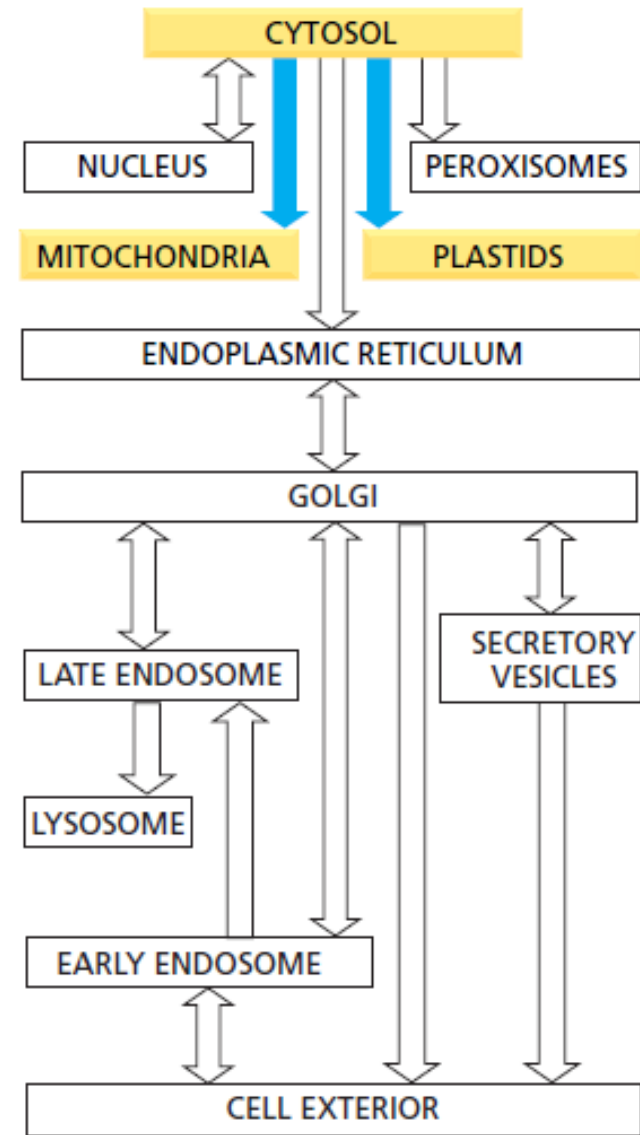 CYTOSOL
NUCLEUS
PEROXISOMES
MITOCHONDRIA
PLASTIDS
ENDOPLASMIC RETICULUM
GOLGI
LATE ENDOSOME
SECRETORY
VESICLES
LYSOSOME
EARLY ENDOSOME
CELL EXTERIOR